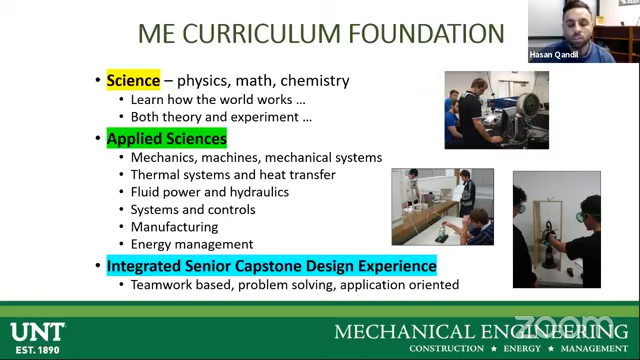 ME CURRICULUM FOUNDATION
Hasan Qandil
• Science – physics, math, chemistry
• Learn how the world works …
• Both theory and experiment …
• Applied Sciences
• Mechanics, machines, mechanical systems
• Thermal systems and heat transfer
• Fluid power and hydraulics
• Systems and controls
• Manufacturing
• Energy management
• Integrated Senior Capstone Design Experience
• Teamwork based, problem solving, application oriented
zoom
UNT
EST. 1890
MECHANICAL ENGINEERING
CONSTRUCTION ★ ENERGY ★ MANAGEMENT